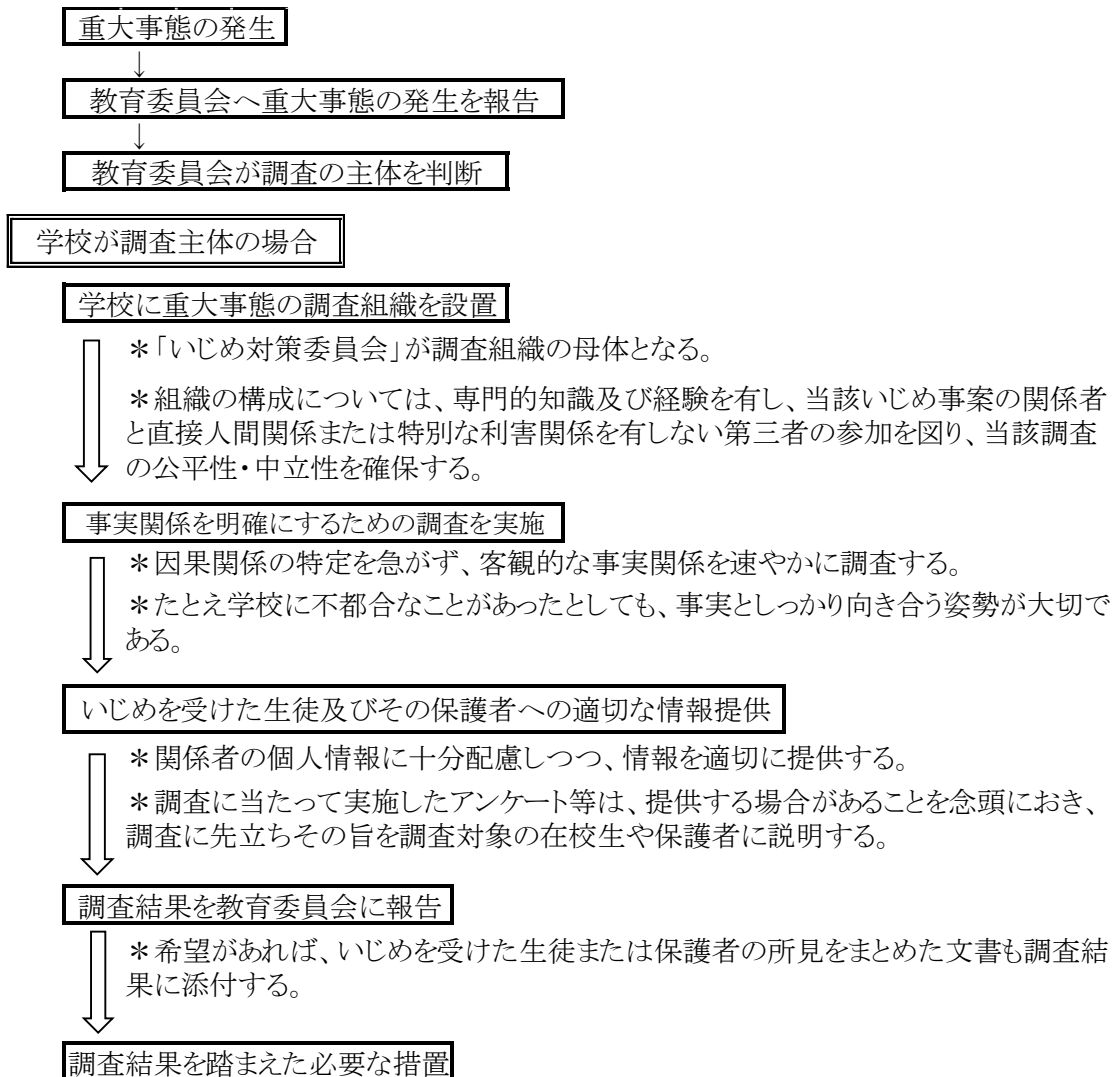 重大事態の発生
↓
教育委員会へ重大事態の発生を報告
↓
教育委員会が調査の主体を判断
学校が調査主体の場合
学校に重大事態の調査組織を設置
＊「いじめ対策委員会」が調査組織の母体となる。
＊組織の構成については、専門的知識及び経験を有し、当該いじめ事案の関係者
と直接人間関係または特別な利害関係を有しない第三者の参加を図り、当該調査
の公平性・中立性を確保する。
事実関係を明確にするための調査を実施
＊因果関係の特定を急がず、客観的な事実関係を速やかに調査する。
＊たとえ学校に不都合なことがあったとしても、事実としっかり向き合う姿勢が大切で
ある。
いじめを受けた生徒及びその保護者への適切な情報提供
＊関係者の個人情報に十分配慮しつつ、情報を適切に提供する。
＊調査に当たって実施したアンケート等は、提供する場合があることを念頭におき、
調査に先立ちその旨を調査対象の在校生や保護者に説明する。
調査結果を教育委員会に報告
＊希望があれば、いじめを受けた生徒または保護者の所見をまとめた文書も調査結
果に添付する。
調査結果を踏まえた必要な措置